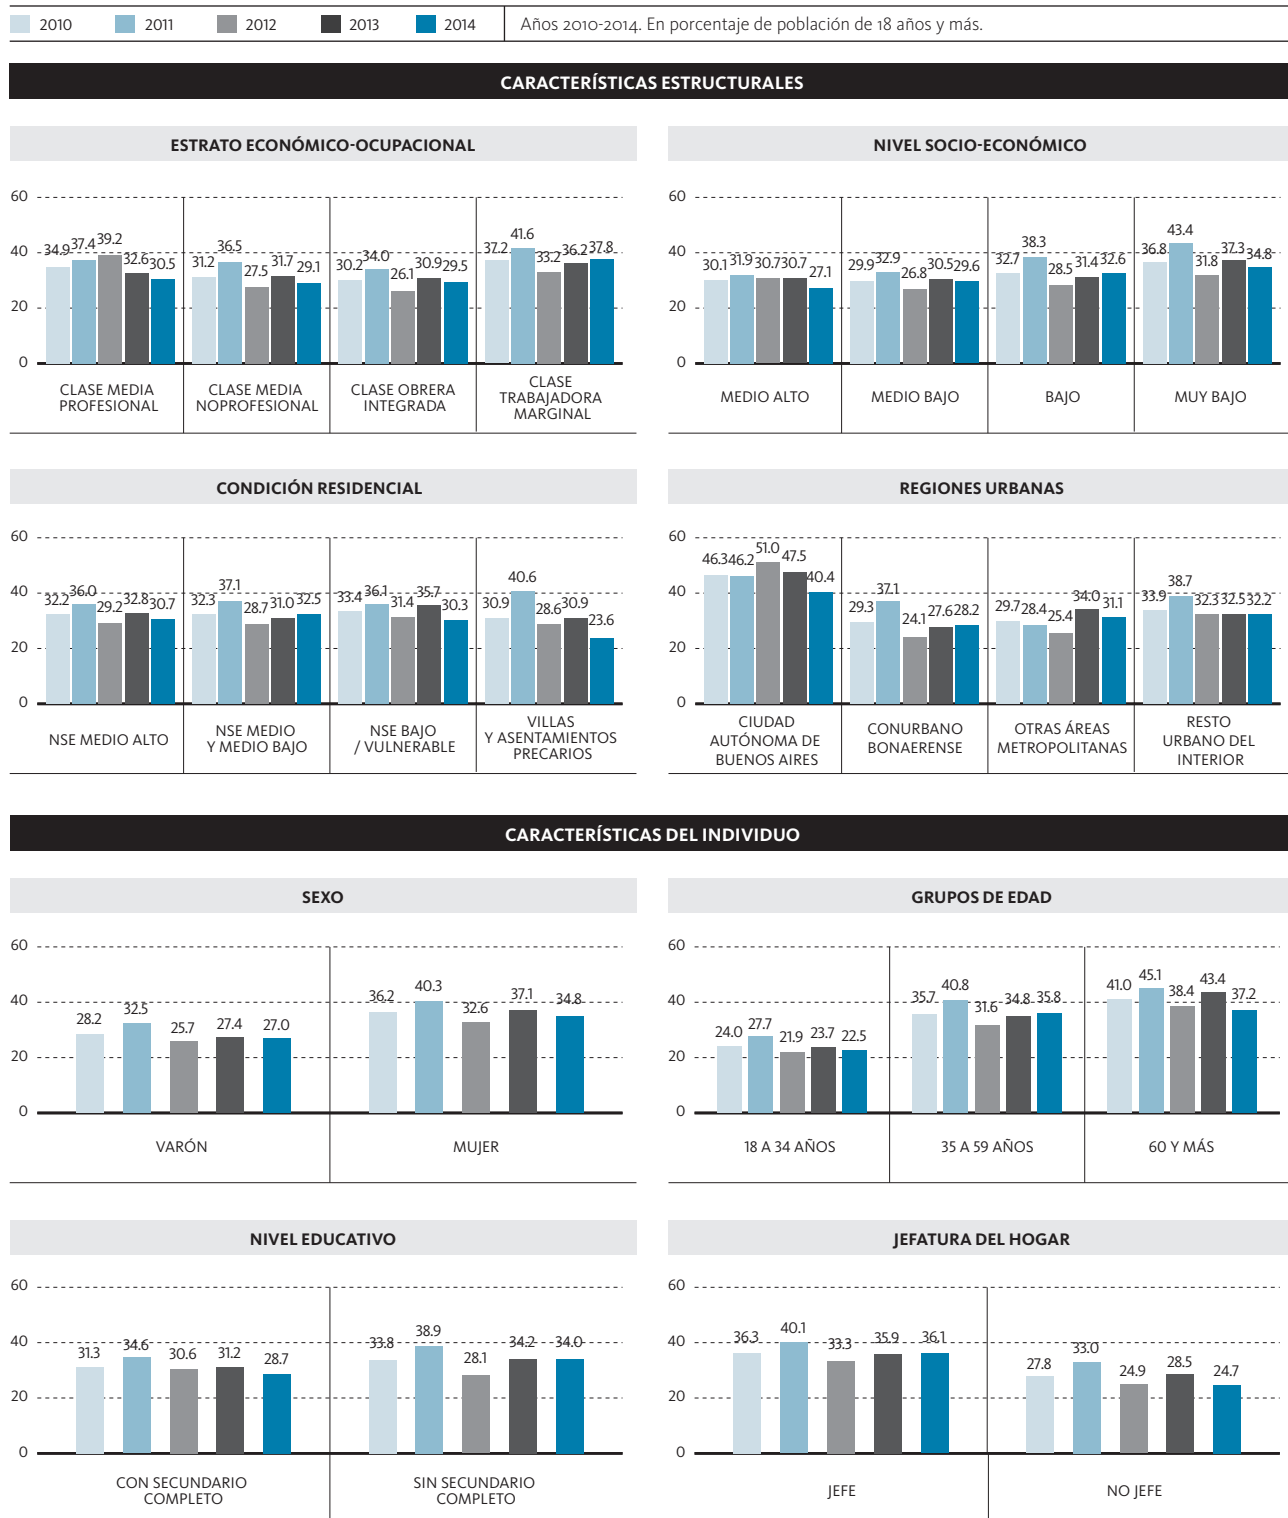 2010 2011 2012 2013 2014 Años 2010-2014. En porcentaje de población de 18 años y más.
CARACTERÍSTICAS ESTRUCTURALES
ESTRATO ECONÓMICO-OCUPACIONAL
60
40
20
0
34.9 37.4 39.2 32.6 30.5
31.2 36.5 27.5 31.7 29.1
30.2 34.0 26.1 30.9 29.5
37.2 41.6 33.2 36.2 37.8
CLASE MEDIA
PROFESIONAL
CLASE MEDIA
NOPROFESIONAL
CLASE OBRERA
INTEGRADA
CLASE
TRABAJADORA
MARGINAL
NIVEL SOCIO-ECONÓMICO
60
40
20
0
30.1 31.9 30.7 30.7 27.1
29.9 32.9 26.8 30.5 29.6
32.7 38.3 28.5 31.4 32.6
36.8 43.4 31.8 37.3 34.8
MEDIO ALTO
MEDIO BAJO
BAJO
MUY BAJO
CONDICIÓN RESIDENCIAL
60
40
20
0
32.2 36.0 29.2 32.8 30.7
32.3 37.1 28.7 31.0 32.5
33.4 36.1 31.4 35.7 30.3
30.9 40.6 28.6 30.9 23.6
NSE MEDIO ALTO
NSE MEDIO
Y MEDIO BAJO
NSE BAJO
/ VULNERABLE
VILLAS
Y ASENTAMIENTOS
PRECARIOS
REGIONES URBANAS
60
40
20
0
46.3 46.2 51.0 47.5 40.4
29.3 37.1 24.1 27.6 28.2
29.7 28.4 25.4 34.0 31.1
33.9 38.7 32.3 32.5 32.2
CIUDAD
AUTÓNOMA DE
BUENOS AIRES
CONURBANO
BONAERENSE
OTRAS ÁREAS
METROPOLITANAS
RESTO
URBANO DEL
INTERIOR
CARACTERÍSTICAS DEL INDIVIDUO
SEXO
60
40
20
0
28.2 32.5 25.7 27.4 27.0
36.2 40.3 32.6 37.1 34.8
VARÓN
MUJER
GRUPOS DE EDAD
60
40
20
0
24.0 27.7 21.9 23.7 22.5
35.7 40.8 31.6 34.8 35.8
41.0 45.1 38.4 43.4 37.2
18 A 34 AÑOS
35 A 59 AÑOS
60 Y MÁS
NIVEL EDUCATIVO
60
40
20
0
31.3 34.6 30.6 31.2 28.7
33.8 38.9 28.1 34.2 34.0
CON SECUNDARIO
COMPLETO
SIN SECUNDARIO
COMPLETO
JEFATURA DEL HOGAR
60
40
20
0
36.3 40.1 33.3 35.9 36.1
27.8 33.0 24.9 28.5 24.7
JEFE
NO JEFE